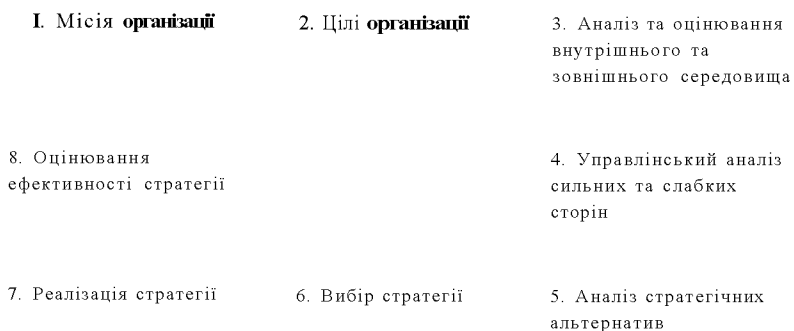 I. Місія організації
2. Цілі організації
3. Аналіз та оцінювання
внутрішнього та
зовнішнього середовища
8. Оцінювання
ефективності стратегії
4. Управлінський аналіз
сильних та слабких
сторін
7. Реалізація стратегії
6. Вибір стратегії
5. Аналіз стратегічних
альтернатив